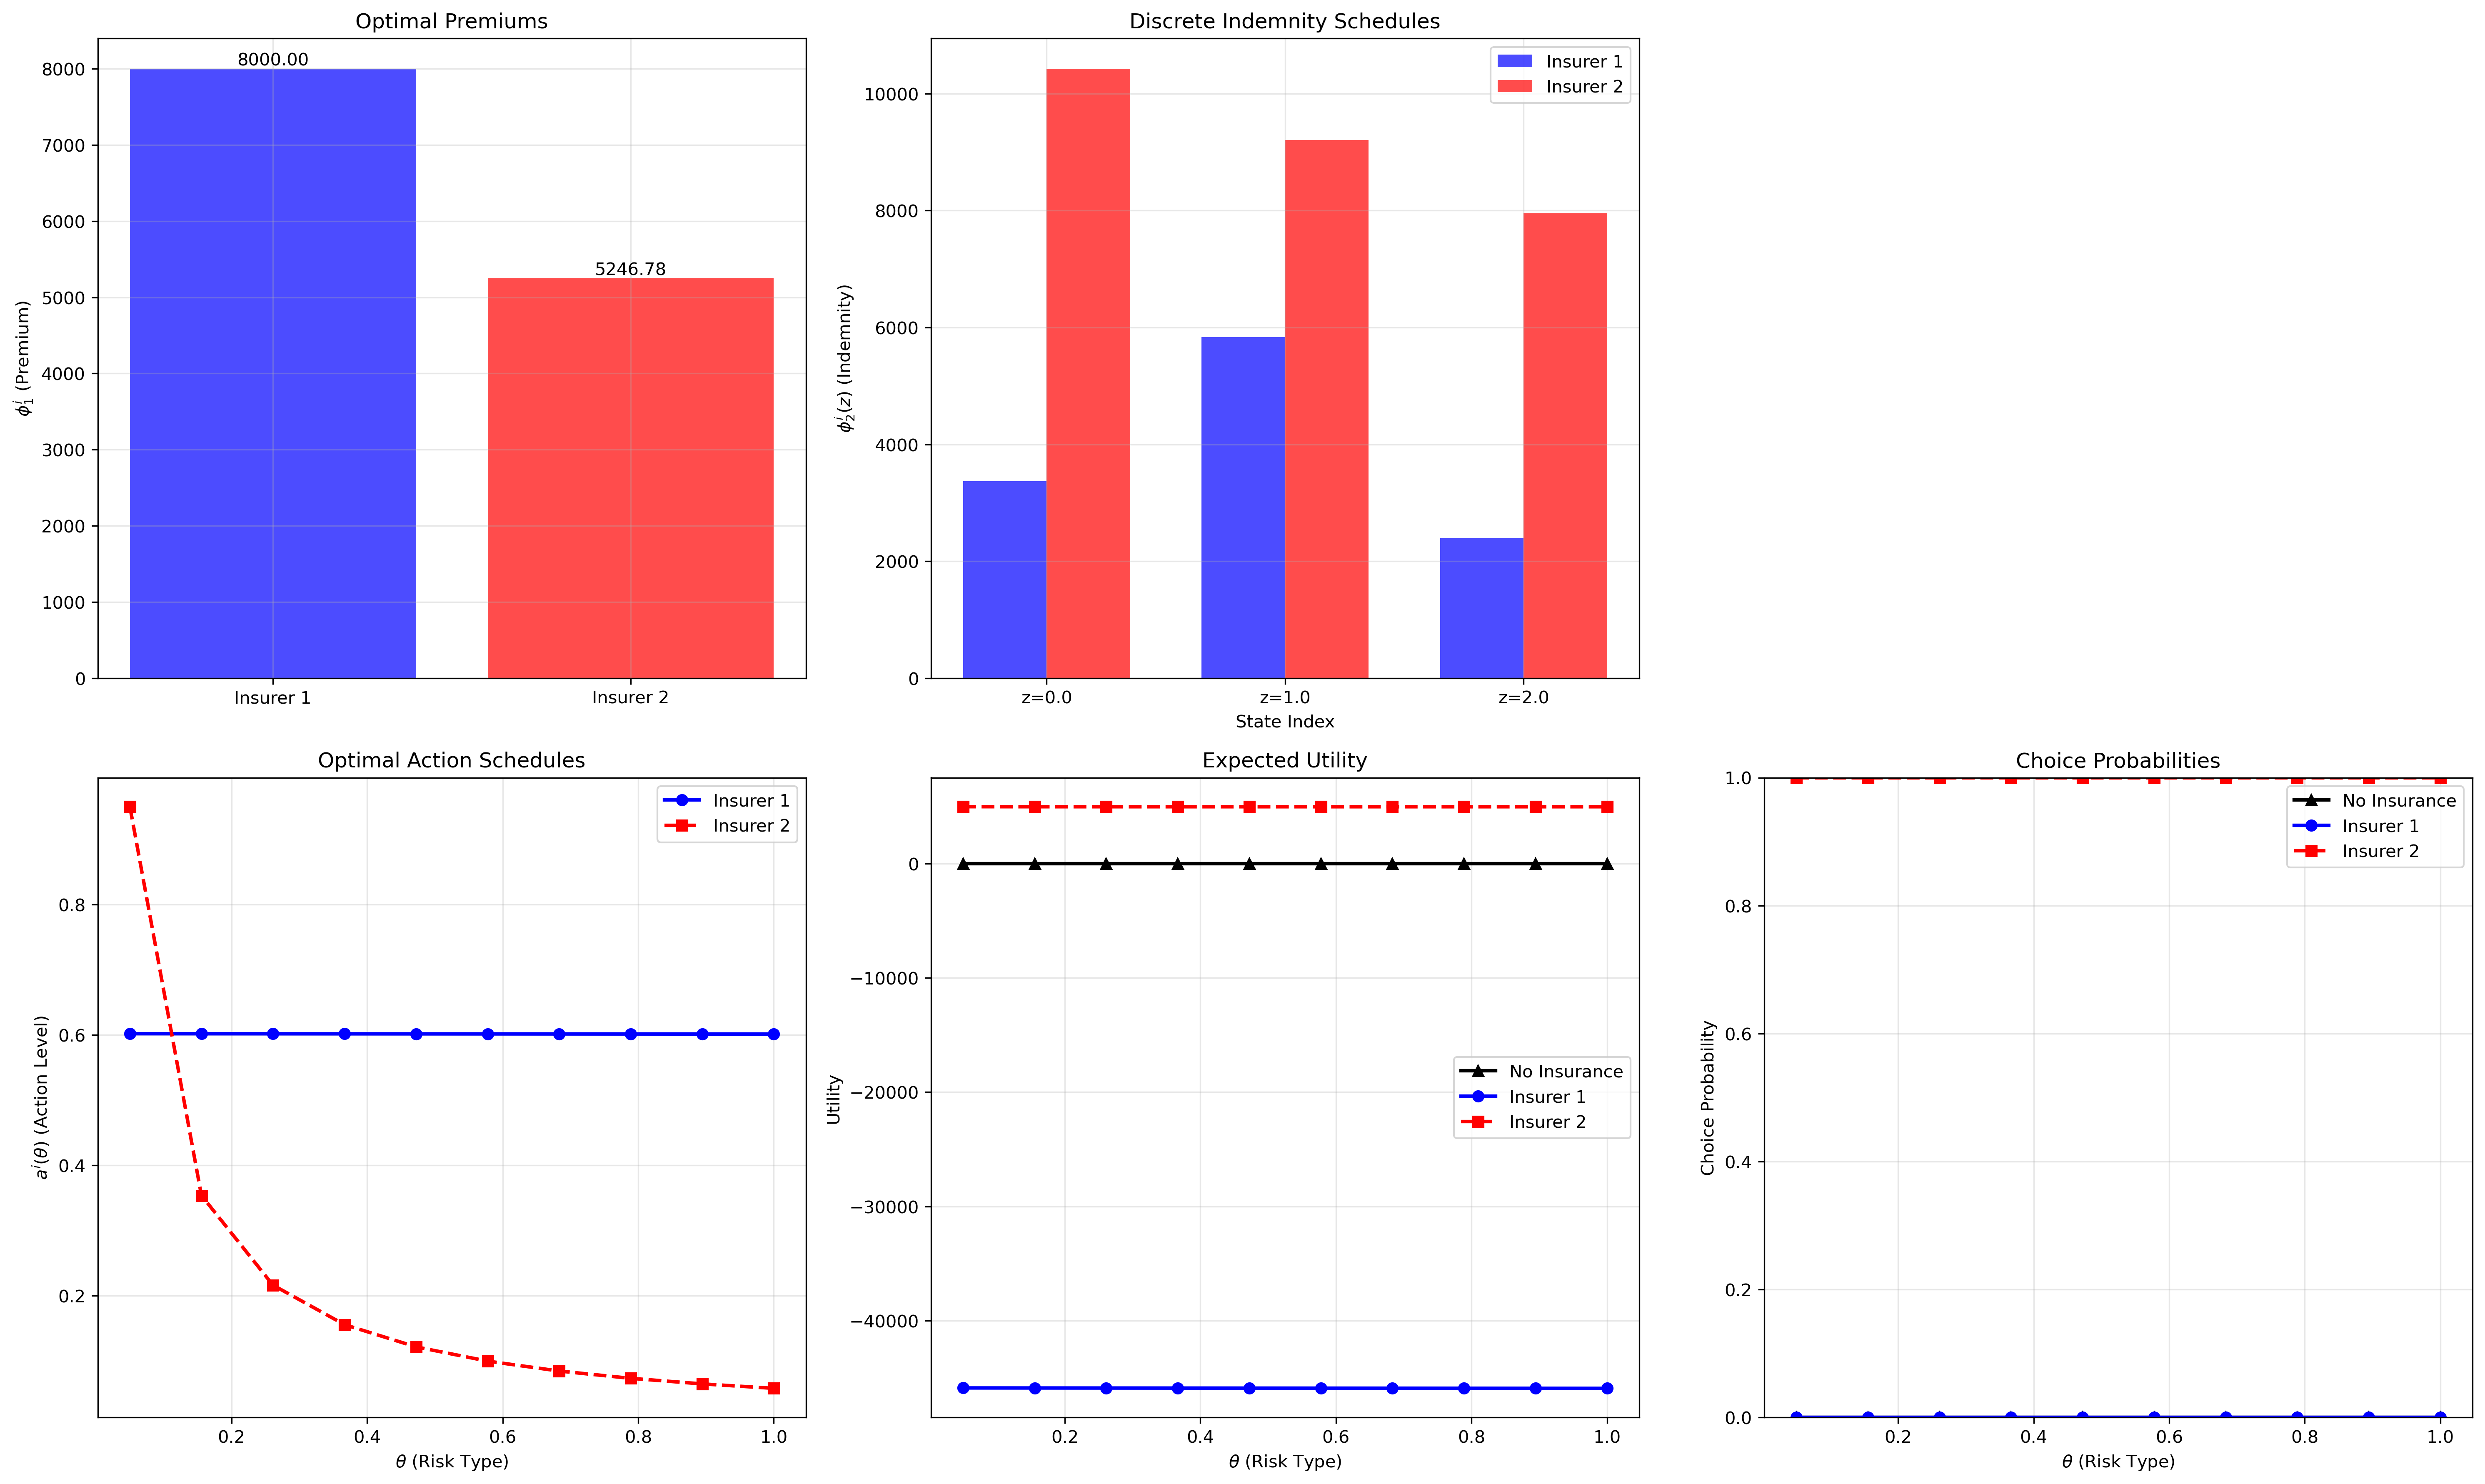 Optimal Premiums
8000.00
5246.78
8000
7000
6000
5000
4000
3000
2000
1000
0
ϕ₁ⁱ (Premium)
Insurer 1
Insurer 2
Discrete Indemnity Schedules
Insurer 1
Insurer 2
10000
8000
6000
4000
2000
0
ϕ₂ⁱ(z) (Indemnity)
z=0.0
z=1.0
z=2.0
State Index
Optimal Action Schedules
Insurer 1
Insurer 2
0.8
0.6
0.4
0.2
aⁱ(θ) (Action Level)
0.2
0.4
0.6
0.8
1.0
θ (Risk Type)
Expected Utility
0
−10000
−20000
−30000
−40000
Utility
No Insurance
Insurer 1
Insurer 2
0.2
0.4
0.6
0.8
1.0
θ (Risk Type)
Choice Probabilities
No Insurance
Insurer 1
Insurer 2
1.0
0.8
0.6
0.4
0.2
0.0
Choice Probability
0.2
0.4
0.6
0.8
1.0
θ (Risk Type)